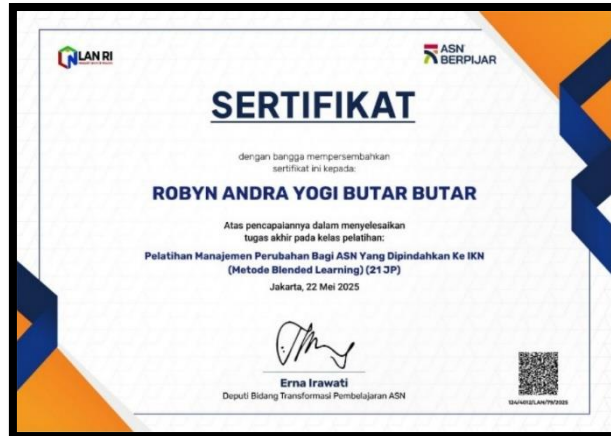 LAN RI
ASN
BERPIJAR
SERTIFIKAT
dengan bangga mempersembahkan
sertifikat ini kepada:
ROBYN ANDRA YOGI BUTAR BUTAR
Atas pencapaiannya dalam menyelesaikan
tugas akhir pada kelas pelatihan:
Pelatihan Manajemen Perubahan Bagi ASN Yang Dipindahkan Ke IKN
(Metode Blended Learning) (21 JP)
Jakarta, 22 Mei 2025
Erna Irawati
Deputi Bidang Transformasi Pembelajaran ASN